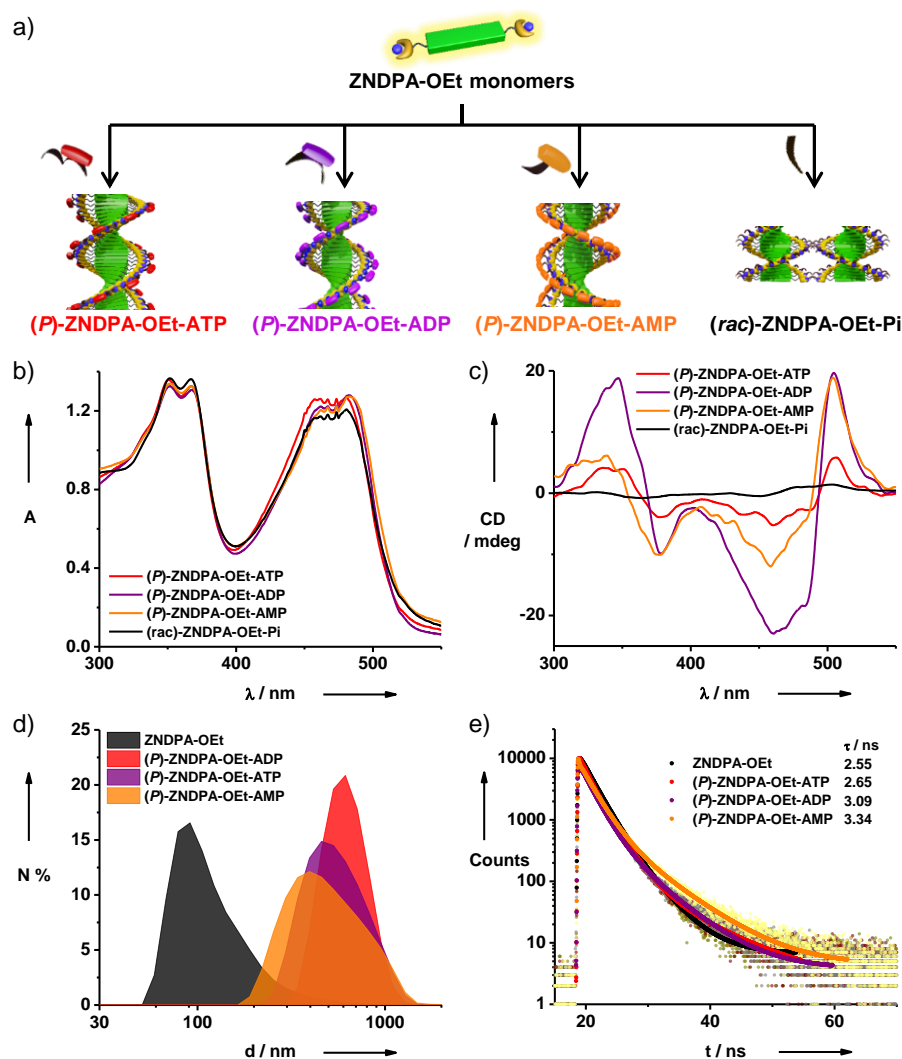 a)
ZNDPA-OEt monomers
(P)-ZNDPA-OEt-ATP
(P)-ZNDPA-OEt-ADP
(P)-ZNDPA-OEt-AMP
(rac)-ZNDPA-OEt-Pi
b)
1.2
0.8
0.4
0.0
A
(P)-ZNDPA-OEt-ATP
(P)-ZNDPA-OEt-ADP
(P)-ZNDPA-OEt-AMP
(rac)-ZNDPA-OEt-Pi
300
400
500
λ / nm
c)
20
0
-20
CD
/ mdeg
(P)-ZNDPA-OEt-ATP
(P)-ZNDPA-OEt-ADP
(P)-ZNDPA-OEt-AMP
(rac)-ZNDPA-OEt-Pi
300
400
500
λ / nm
d)
25
20
15
10
5
0
N %
ZNDPA-OEt
(P)-ZNDPA-OEt-ADP
(P)-ZNDPA-OEt-ATP
(P)-ZNDPA-OEt-AMP
30
100
1000
d / nm
e)
10000
1000
100
10
1
Counts
τ / ns
ZNDPA-OEt 2.55
(P)-ZNDPA-OEt-ATP 2.65
(P)-ZNDPA-OEt-ADP 3.09
(P)-ZNDPA-OEt-AMP 3.34
20
40
60
t / ns